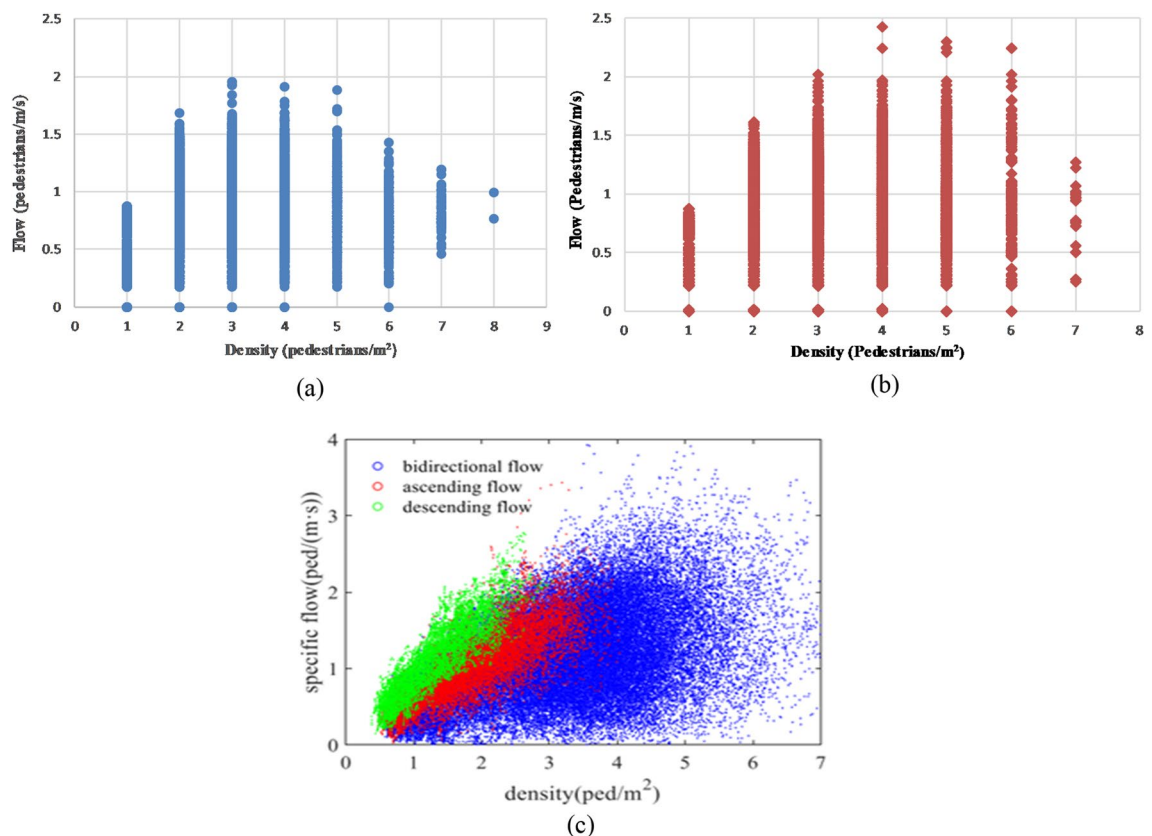 2.5
2
1.5
1
0.5
0
Flow (pedestrians/m/s)
0 1 2 3 4 5 6 7 8 9
Density (pedestrians/m²)
(a)
2.5
2
1.5
1
0.5
0
Flow (Pedestrians/m/s)
0 1 2 3 4 5 6 7 8
Density (Pedestrians/m²)
(b)
4
3
2
1
0
specific flow(ped/(m·s))
bidirectional flow
ascending flow
descending flow
0 1 2 3 4 5 6 7
density(ped/m²)
(c)